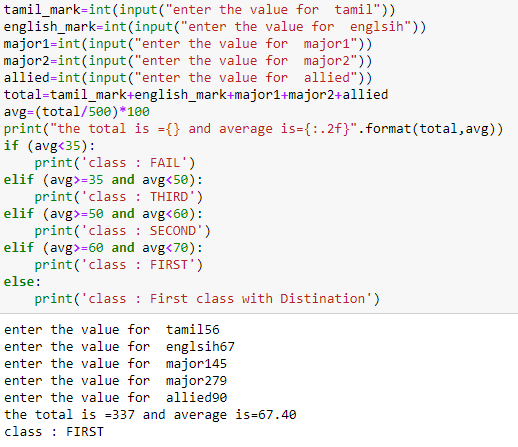 tamil_mark=int(input("enter the value for  tamil"))
english_mark=int(input("enter the value for  englsih"))
major1=int(input("enter the value for  major1"))
major2=int(input("enter the value for  major2"))
allied=int(input("enter the value for  allied"))
total=tamil_mark+english_mark+major1+major2+allied
avg=(total/500)*100
print("the total is ={} and average is={:.2f}".format(total,avg))
if (avg<35):
    print('class : FAIL')
elif (avg>=35 and avg<50):
    print('class : THIRD')
elif (avg>=50 and avg<60):
    print('class : SECOND')
elif (avg>=60 and avg<70):
    print('class : FIRST')
else:
    print('class : First class with Distination')
enter the value for  tamil56
enter the value for  englsih67
enter the value for  major145
enter the value for  major279
enter the value for  allied90
the total is =337 and average is=67.40
class : FIRST